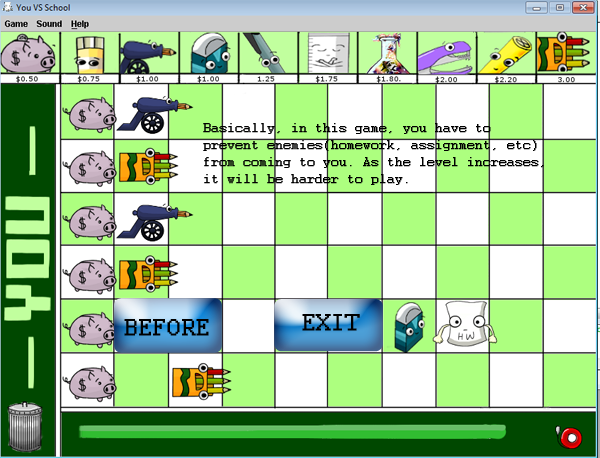 You VS School
Game Sound Help
$0.50 $0.75 $1.00 $1.00 1.25 $1.75 $1.80. $2.00 $2.20 3.00
YOU
Basically, in this game, you have to
prevent enemies(homework, assignment, etc)
from coming to you. As the level increases,
it will be harder to play.
BEFORE
EXIT
HW